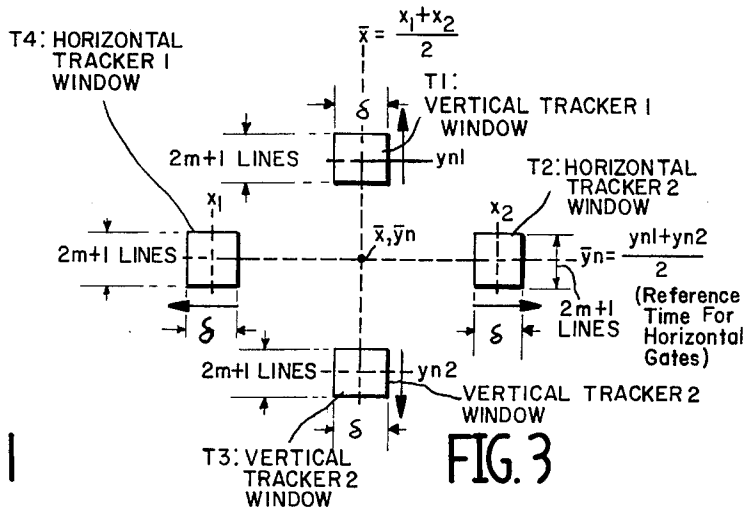 T4: HORIZONTAL
TRACKER 1
WINDOW
x̄ = x1+x2
2
δ
T1:
VERTICAL TRACKER 1
WINDOW
2m+1 LINES
yn1
T2: HORIZONTAL
TRACKER 2
WINDOW
x1
x2
2m+1 LINES
x̄, ȳn
ȳn = yn1+yn2
2
(Reference
Time For
Horizontal
Gates)
2m+1
LINES
δ
δ
2m+1 LINES
yn2
VERTICAL TRACKER 2
WINDOW
δ
T3: VERTICAL
TRACKER 2
WINDOW
FIG. 3